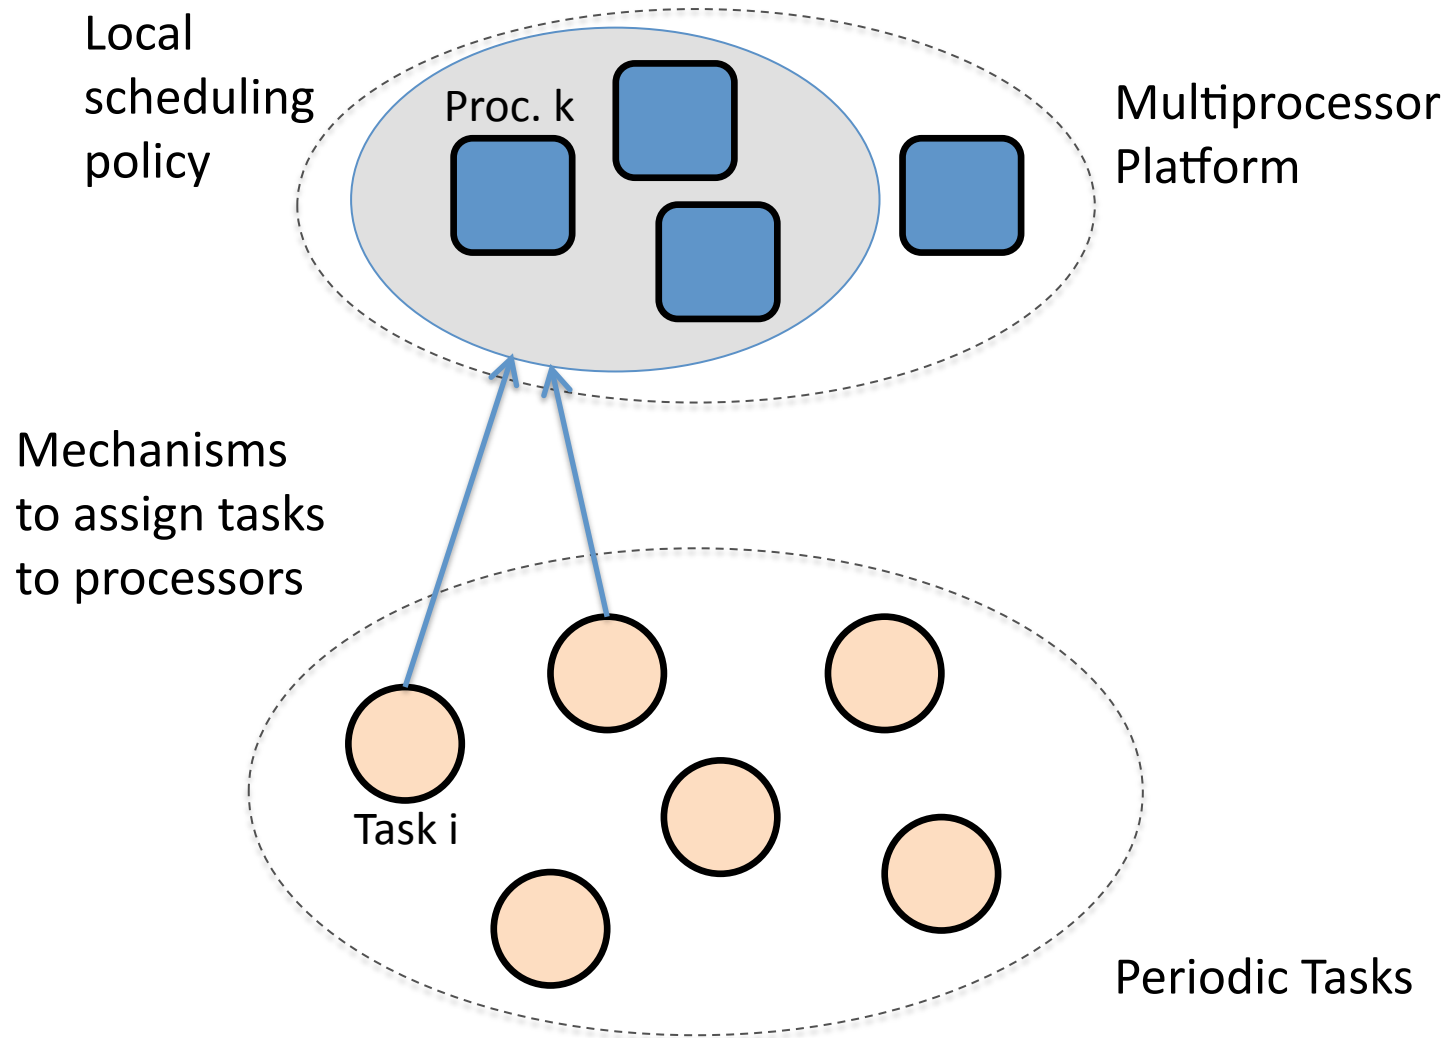 Local
scheduling
policy
Proc. k
Multiprocessor
Platform
Mechanisms
to assign tasks
to processors
Task i
Periodic Tasks